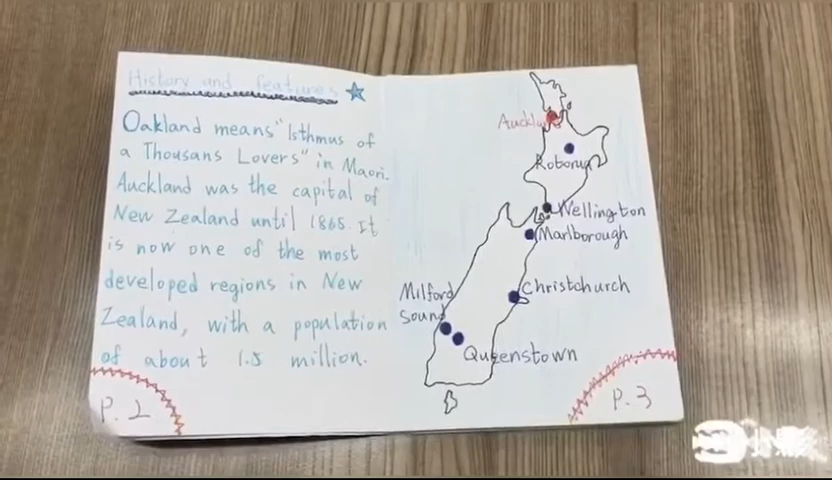 History and features
Oakland means "Isthmus of
a Thousans Lovers" in Maori.
Auckland was the capital of
New Zealand until 1865. It
is now one of the most
developed regions in New
Zealand, with a population
of about 1.5 million.
P. 2
Auckland
Roborua
Wellington
Marlborough
Christchurch
Milford
Sound
Queenstown
P. 3